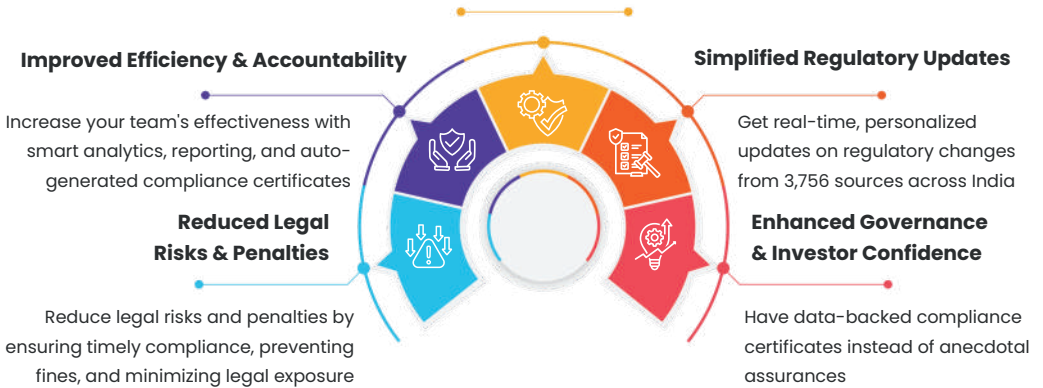 Improved Efficiency & Accountability
Increase your team's effectiveness with
smart analytics, reporting, and auto-
generated compliance certificates
Reduced Legal
Risks & Penalties
Reduce legal risks and penalties by
ensuring timely compliance, preventing
fines, and minimizing legal exposure
Simplified Regulatory Updates
Get real-time, personalized
updates on regulatory changes
from 3,756 sources across India
Enhanced Governance
& Investor Confidence
Have data-backed compliance
certificates instead of anecdotal
assurances